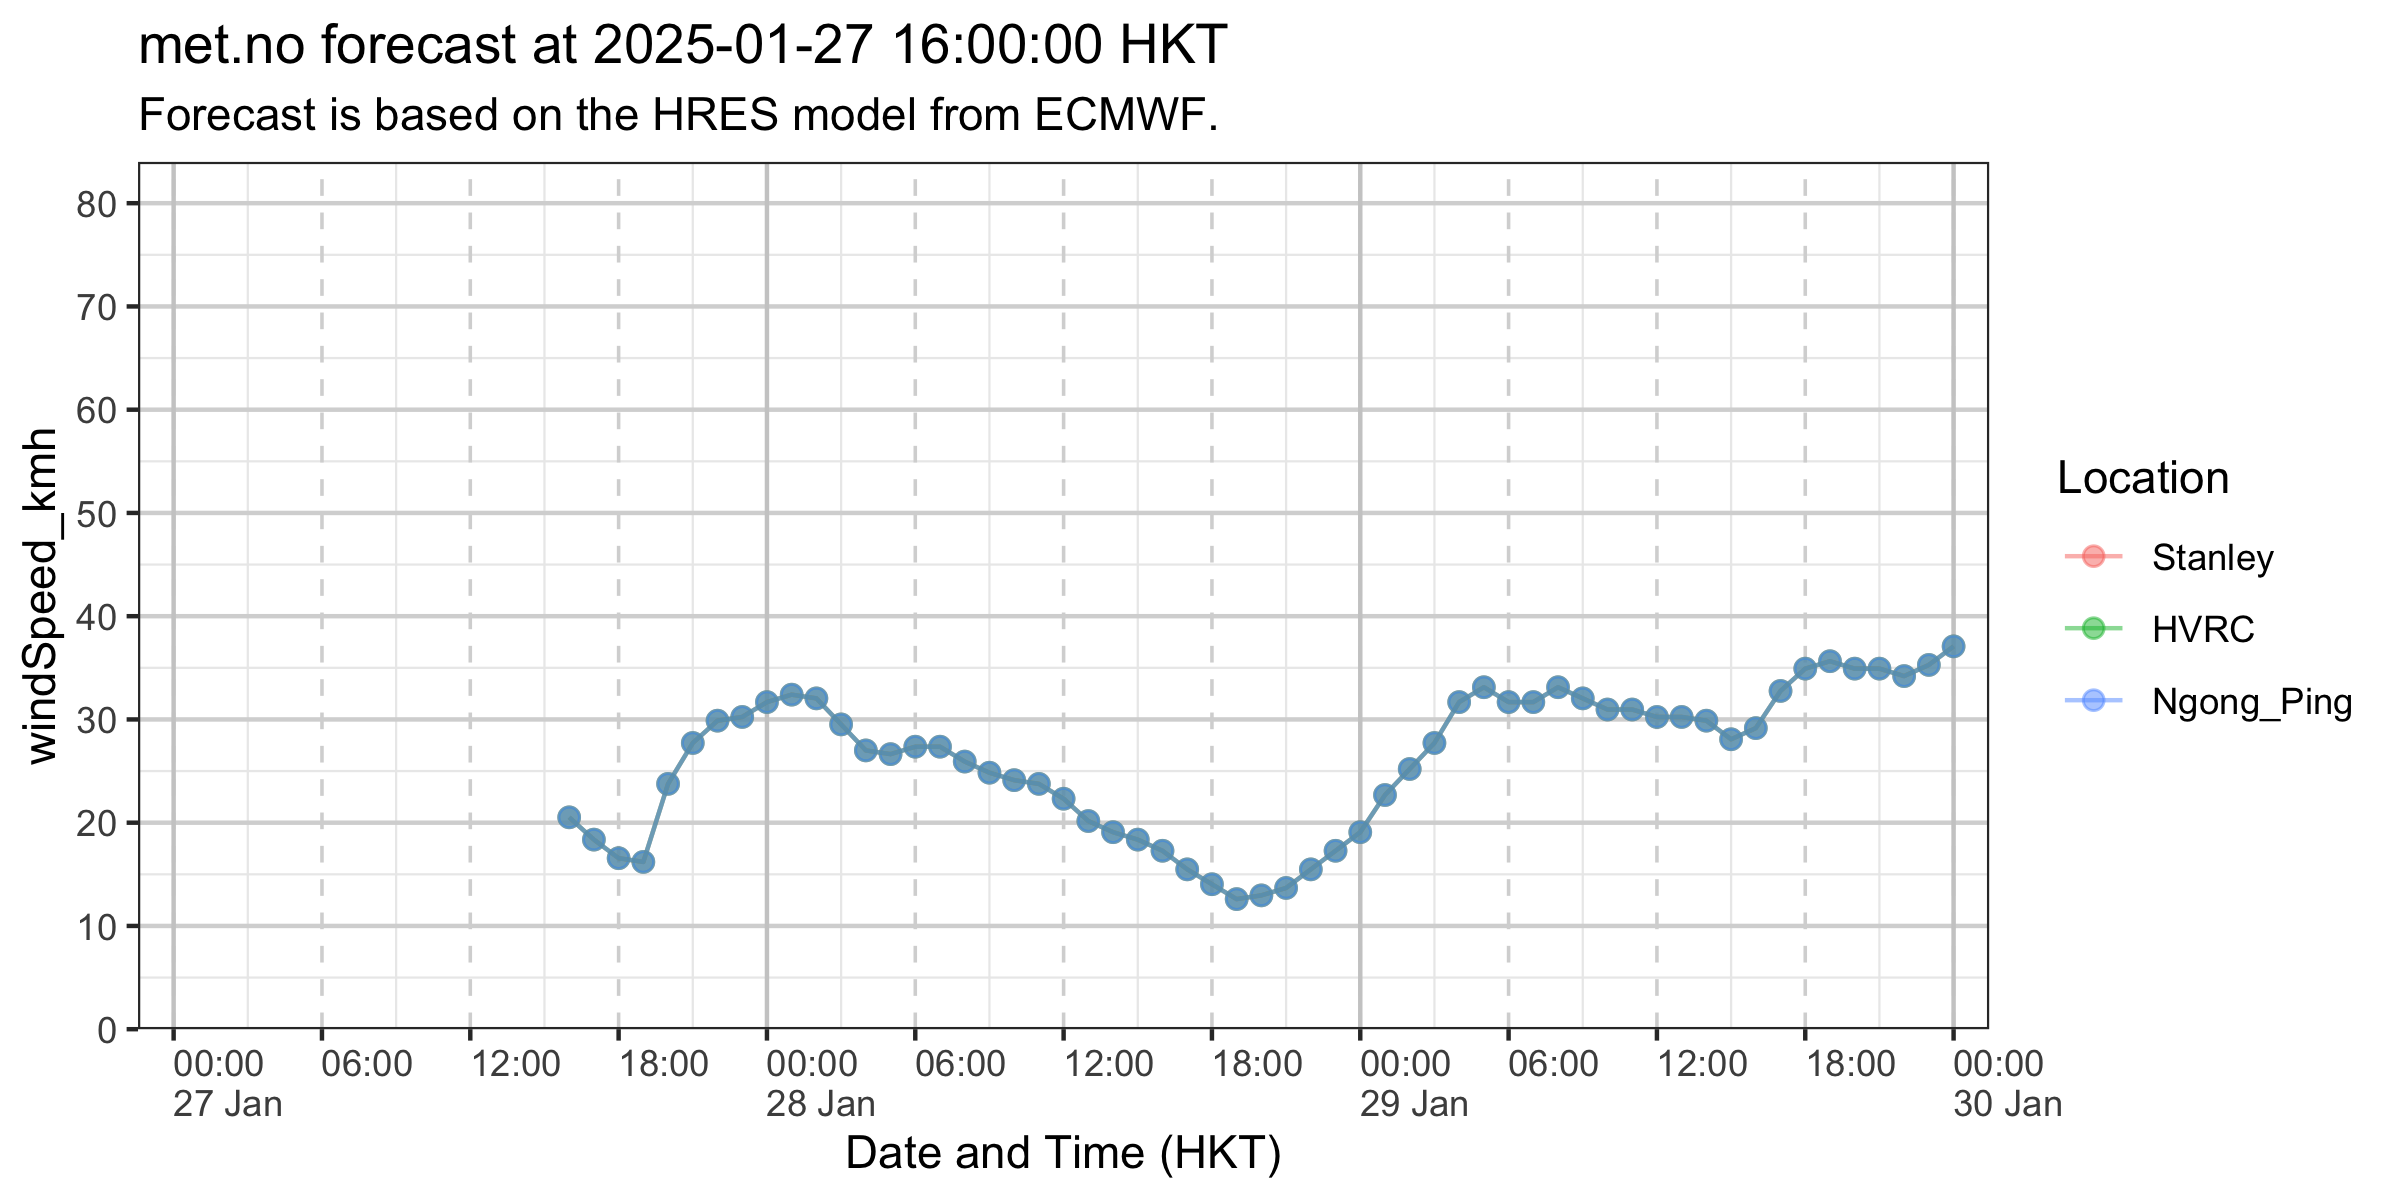 met.no forecast at 2025-01-27 16:00:00 HKT
Forecast is based on the HRES model from ECMWF.
windSpeed_kmh
80
70
60
50
40
30
20
10
0
00:00 06:00 12:00 18:00 00:00 06:00 12:00 18:00 00:00 06:00 12:00 18:00 00:00
27 Jan 28 Jan 29 Jan 30 Jan
Date and Time (HKT)
Location
Stanley
HVRC
Ngong_Ping